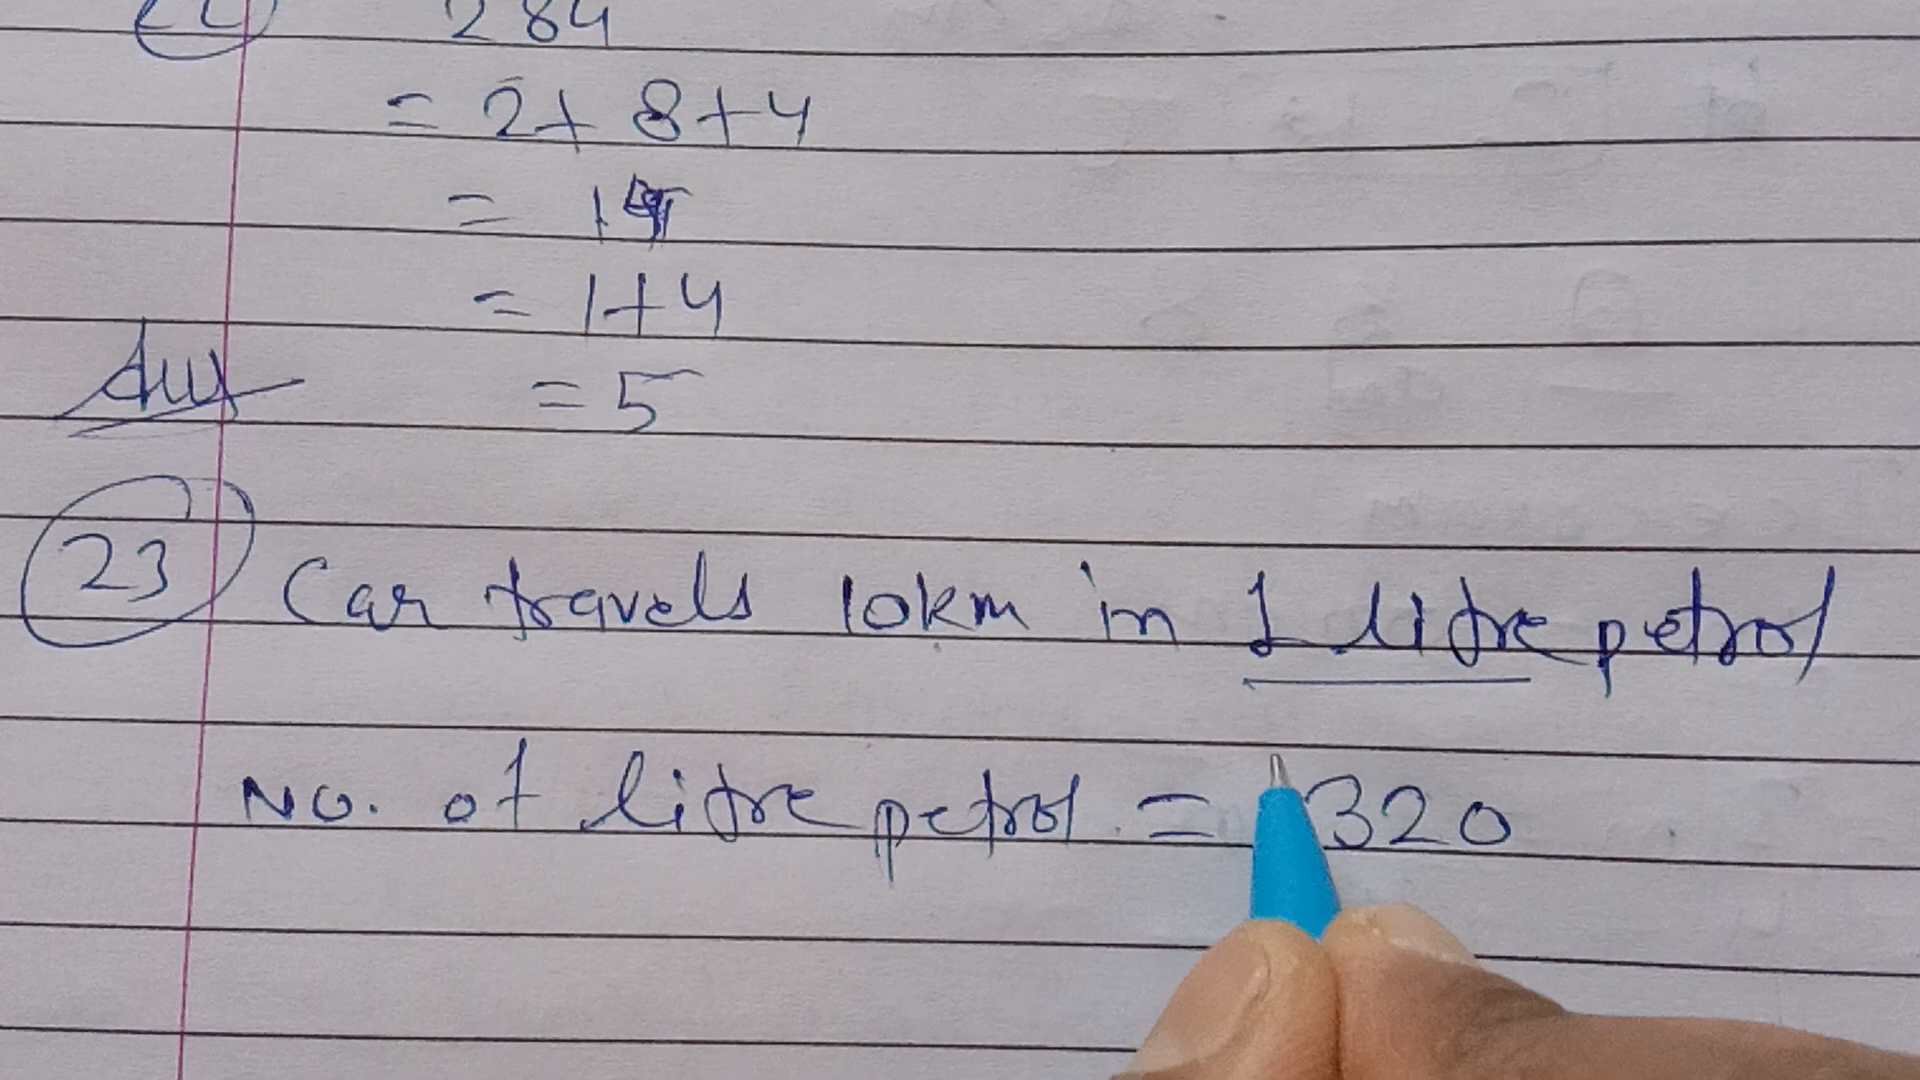 22 284
= 2 + 8 + 4
= 14
= 1 + 4
Ans = 5
23 Car travels 10km in 1 litre petrol
No. of litre petrol = 320